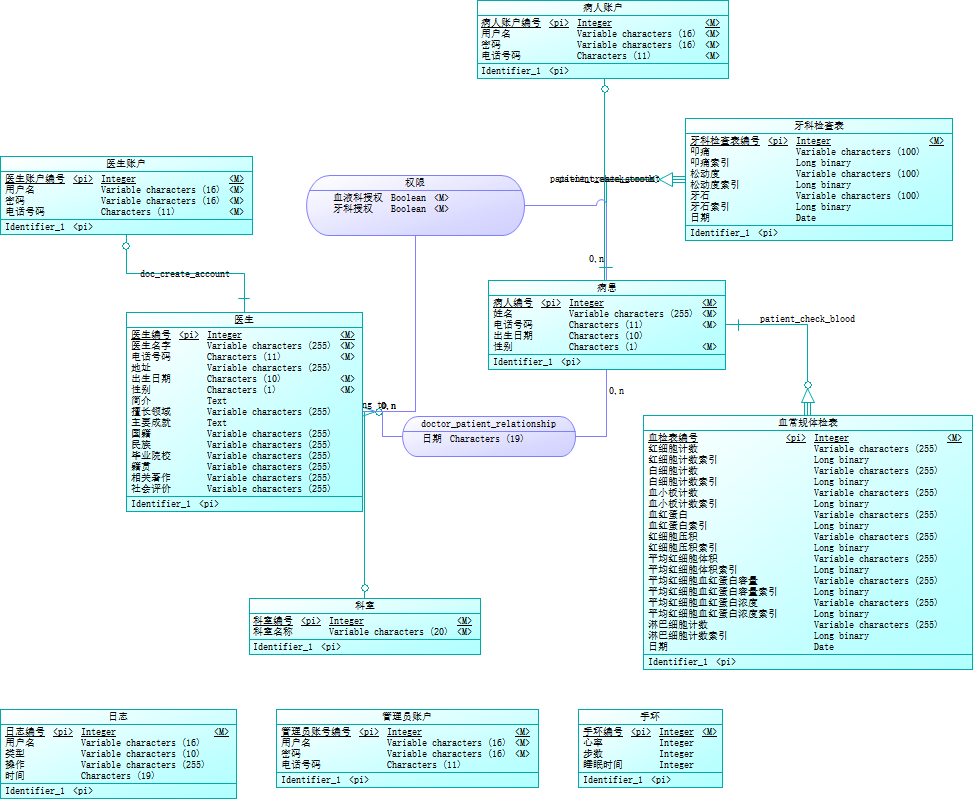 病人账户
病人账户编号 <pi> Integer <M>
用户名 Variable characters (16) <M>
密码 Variable characters (16) <M>
电话号码 Characters (11) <M>
Identifier_1 <pi>
牙科检查表
牙科检查表编号 <pi> Integer <M>
叩痛 Variable characters (100)
叩痛索引 Long binary
松动度 Variable characters (100)
松动度索引 Long binary
牙石 Variable characters (100)
牙石索引 Long binary
日期 Date
Identifier_1 <pi>
医生账户
医生账户编号 <pi> Integer <M>
用户名 Variable characters (16) <M>
密码 Variable characters (16) <M>
电话号码 Characters (11) <M>
Identifier_1 <pi>
权限
血液科授权 Boolean <M>
牙科授权 Boolean <M>
doc_create_account
0,n
病患
病人编号 <pi> Integer <M>
姓名 Variable characters (255) <M>
电话号码 Characters (11) <M>
出生日期 Characters (10)
性别 Characters (1) <M>
Identifier_1 <pi>
patient_check_blood
医生
医生编号 <pi> Integer <M>
医生名字 Variable characters (255) <M>
电话号码 Characters (11) <M>
地址 Variable characters (255)
出生日期 Characters (10) <M>
性别 Characters (1) <M>
简介 Text
擅长领域 Variable characters (255)
主要成就 Text
国籍 Variable characters (255)
民族 Variable characters (255)
毕业院校 Variable characters (255)
籍贯 Variable characters (255)
相关著作 Variable characters (255)
社会评价 Variable characters (255)
Identifier_1 <pi>
0,n
0,n
doctor_patient_relationship
日期 Characters (19)
血常规体检表
血检表编号 <pi> Integer <M>
红细胞计数 Variable characters (255)
红细胞计数索引 Long binary
白细胞计数 Variable characters (255)
白细胞计数索引 Long binary
血小板计数 Variable characters (255)
血小板计数索引 Long binary
血红蛋白 Variable characters (255)
血红蛋白索引 Long binary
红细胞压积 Variable characters (255)
红细胞压积索引 Long binary
平均红细胞体积 Variable characters (255)
平均红细胞体积索引 Long binary
平均红细胞血红蛋白容量 Variable characters (255)
平均红细胞血红蛋白容量索引 Long binary
平均红细胞血红蛋白浓度 Variable characters (255)
平均红细胞血红蛋白浓度索引 Long binary
淋巴细胞计数 Variable characters (255)
淋巴细胞计数索引 Long binary
日期 Date
Identifier_1 <pi>
科室
科室编号 <pi> Integer <M>
科室名称 Variable characters (20) <M>
Identifier_1 <pi>
日志
日志编号 <pi> Integer <M>
用户名 Variable characters (16)
类型 Variable characters (10)
操作 Variable characters (255)
时间 Characters (19)
Identifier_1 <pi>
管理员账户
管理员账号编号 <pi> Integer <M>
用户名 Variable characters (16) <M>
密码 Variable characters (16) <M>
电话号码 Characters (11)
Identifier_1 <pi>
手环
手环编号 <pi> Integer <M>
心率 Integer
步数 Integer
睡眠时间 Integer
Identifier_1 <pi>